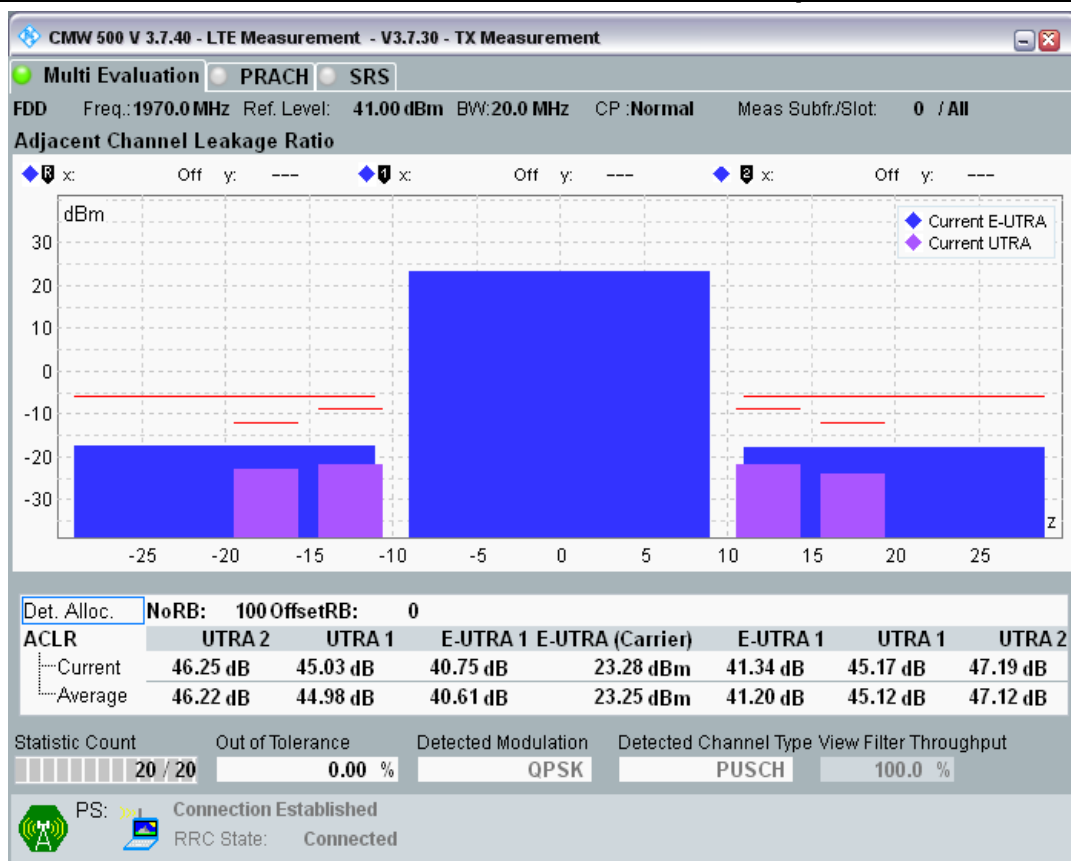 CMW 500 V 3.7.40 - LTE Measurement - V3.7.30 - TX Measurement
Multi Evaluation PRACH SRS
FDD Freq.: 1970.0 MHz Ref. Level: 41.00 dBm BW: 20.0 MHz CP : Normal Meas Subfr./Slot: 0 / All
Adjacent Channel Leakage Ratio
R x: Off y: --- 1 x: Off y: --- 2 x: Off y: ---
dBm
Current E-UTRA
Current UTRA
30
20
10
0
-10
-20
-30
z
-25 -20 -15 -10 -5 0 5 10 15 20 25
Det. Alloc. NoRB: 100 OffsetRB: 0
ACLR UTRA 2 UTRA 1 E-UTRA 1 E-UTRA (Carrier) E-UTRA 1 UTRA 1 UTRA 2
Current 46.25 dB 45.03 dB 40.75 dB 23.28 dBm 41.34 dB 45.17 dB 47.19 dB
Average 46.22 dB 44.98 dB 40.61 dB 23.25 dBm 41.20 dB 45.12 dB 47.12 dB
Statistic Count Out of Tolerance Detected Modulation Detected Channel Type View Filter Throughput
20 / 20 0.00 % QPSK PUSCH 100.0 %
PS: Connection Established
RRC State: Connected